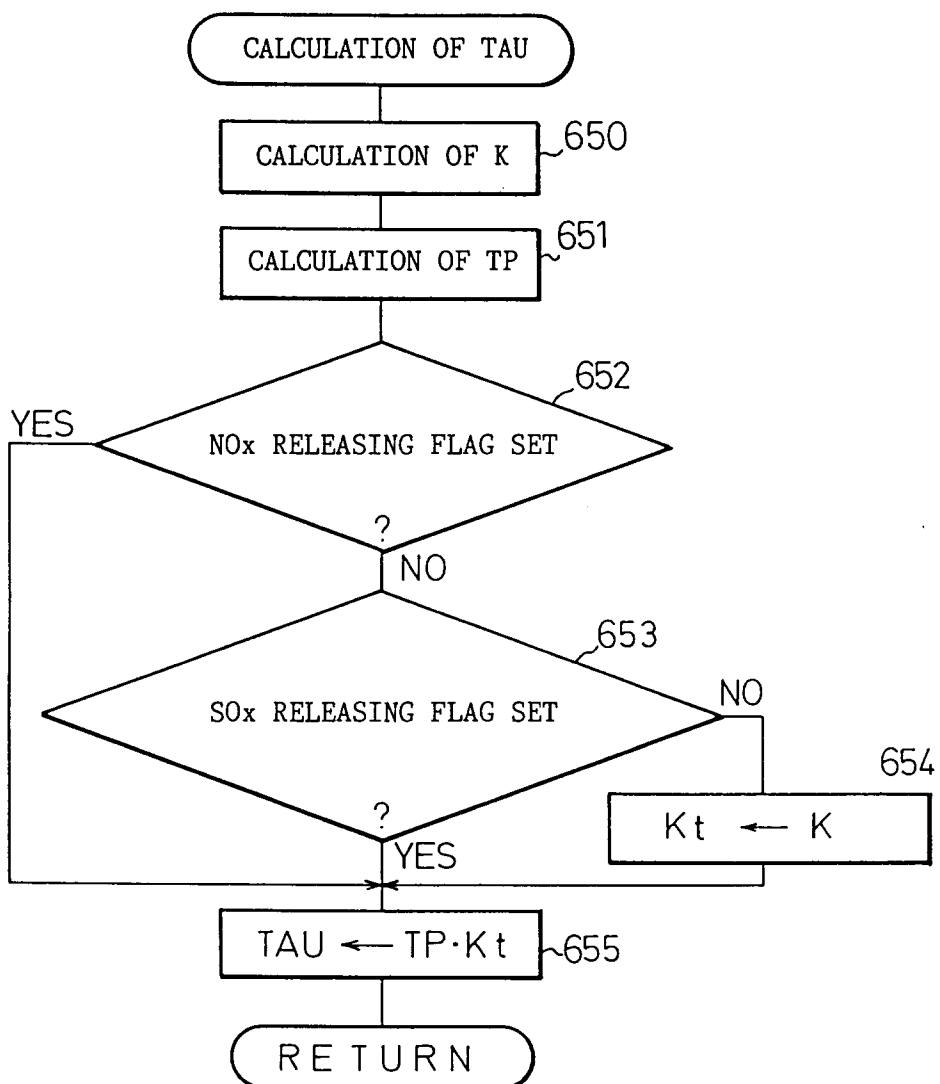 CALCULATION OF TAU
650
CALCULATION OF K
651
CALCULATION OF TP
652
YES
NOx RELEASING FLAG SET
?
NO
653
NO
SOx RELEASING FLAG SET
654
?
Kt ← K
YES
TAU ← TP·Kt
655
RETURN